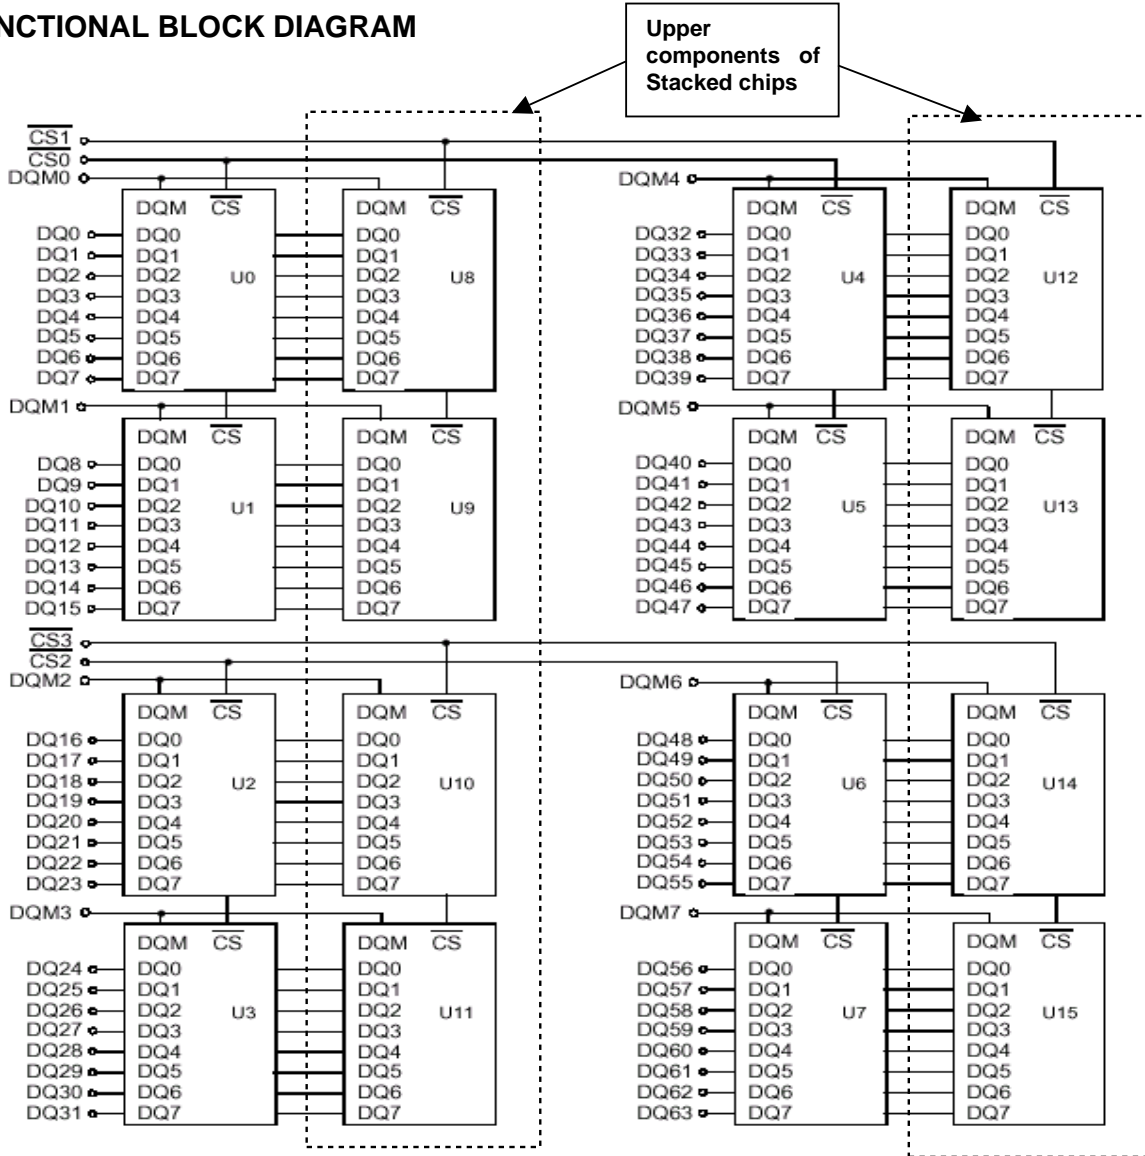 NCTIONAL BLOCK DIAGRAM
Upper
components of
Stacked chips
CS1
CS0
DQM0
DQM CS
DQ0 DQ0
DQ1 DQ1
DQ2 DQ2 U0
DQ3 DQ3
DQ4 DQ4
DQ5 DQ5
DQ6 DQ6
DQ7 DQ7
DQM CS
DQ0
DQ1
DQ2 U8
DQ3
DQ4
DQ5
DQ6
DQ7
DQM4
DQM CS
DQ32 DQ0
DQ33 DQ1
DQ34 DQ2 U4
DQ35 DQ3
DQ36 DQ4
DQ37 DQ5
DQ38 DQ6
DQ39 DQ7
DQM CS
DQ0
DQ1
DQ2 U12
DQ3
DQ4
DQ5
DQ6
DQ7
DQM1
DQM CS
DQ8 DQ0
DQ9 DQ1
DQ10 DQ2 U1
DQ11 DQ3
DQ12 DQ4
DQ13 DQ5
DQ14 DQ6
DQ15 DQ7
DQM CS
DQ0
DQ1
DQ2 U9
DQ3
DQ4
DQ5
DQ6
DQ7
DQM5
DQM CS
DQ40 DQ0
DQ41 DQ1
DQ42 DQ2 U5
DQ43 DQ3
DQ44 DQ4
DQ45 DQ5
DQ46 DQ6
DQ47 DQ7
DQM CS
DQ0
DQ1
DQ2 U13
DQ3
DQ4
DQ5
DQ6
DQ7
CS3
CS2
DQM2
DQM CS
DQ16 DQ0
DQ17 DQ1
DQ18 DQ2 U2
DQ19 DQ3
DQ20 DQ4
DQ21 DQ5
DQ22 DQ6
DQ23 DQ7
DQM CS
DQ0
DQ1
DQ2 U10
DQ3
DQ4
DQ5
DQ6
DQ7
DQM6
DQM CS
DQ48 DQ0
DQ49 DQ1
DQ50 DQ2 U6
DQ51 DQ3
DQ52 DQ4
DQ53 DQ5
DQ54 DQ6
DQ55 DQ7
DQM CS
DQ0
DQ1
DQ2 U14
DQ3
DQ4
DQ5
DQ6
DQ7
DQM3
DQM CS
DQ24 DQ0
DQ25 DQ1
DQ26 DQ2 U3
DQ27 DQ3
DQ28 DQ4
DQ29 DQ5
DQ30 DQ6
DQ31 DQ7
DQM CS
DQ0
DQ1
DQ2 U11
DQ3
DQ4
DQ5
DQ6
DQ7
DQM7
DQM CS
DQ56 DQ0
DQ57 DQ1
DQ58 DQ2 U7
DQ59 DQ3
DQ60 DQ4
DQ61 DQ5
DQ62 DQ6
DQ63 DQ7
DQM CS
DQ0
DQ1
DQ2 U15
DQ3
DQ4
DQ5
DQ6
DQ7